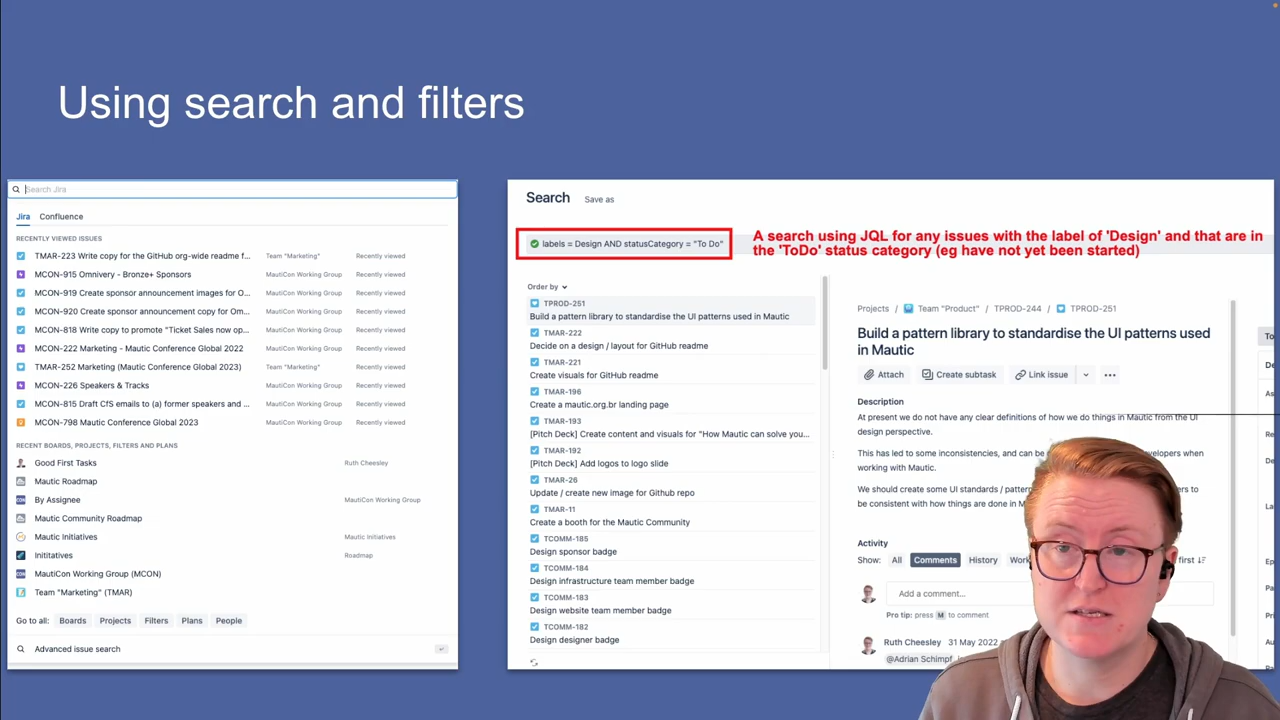 Using search and filters
Search Jira
Jira Confluence
RECENTLY VIEWED ISSUES
TMAR-223 Write copy for the GitHub org-wide readme f... Team "Marketing" Recently viewed
MCON-915 Omnivery - Bronze+ Sponsors MautiCon Working Group Recently viewed
MCON-919 Create sponsor announcement images for O... MautiCon Working Group Recently viewed
MCON-920 Create sponsor announcement copy for Om... MautiCon Working Group Recently viewed
MCON-818 Write copy to promote "Ticket Sales now op... MautiCon Working Group Recently viewed
MCON-222 Marketing - Mautic Conference Global 2022 MautiCon Working Group Recently viewed
TMAR-252 Marketing (Mautic Conference Global 2023) Team "Marketing" Recently viewed
MCON-226 Speakers & Tracks MautiCon Working Group Recently viewed
MCON-815 Draft CfS emails to (a) former speakers and ... MautiCon Working Group Recently viewed
MCON-798 Mautic Conference Global 2023 MautiCon Working Group Recently viewed
RECENT BOARDS, PROJECTS, FILTERS AND PLANS
Good First Tasks Ruth Cheesley
Mautic Roadmap
By Assignee MautiCon Working Group
Mautic Community Roadmap
Mautic Initiatives Mautic Initiatives
Inititatives Roadmap
MautiCon Working Group (MCON)
Team "Marketing" (TMAR)
Go to all: Boards Projects Filters Plans People
Advanced issue search
Search Save as
labels = Design AND statusCategory = "To Do"
A search using JQL for any issues with the label of 'Design' and that are in
the 'ToDo' status category (eg have not yet been started)
Order by
TPROD-251
Build a pattern library to standardise the UI patterns used in Mautic
TMAR-222
Decide on a design / layout for GitHub readme
TMAR-221
Create visuals for GitHub readme
TMAR-196
Create a mautic.org.br landing page
TMAR-193
[Pitch Deck] Create content and visuals for "How Mautic can solve you...
TMAR-192
[Pitch Deck] Add logos to logo slide
TMAR-26
Update / create new image for Github repo
TMAR-11
Create a booth for the Mautic Community
TCOMM-185
Design sponsor badge
TCOMM-184
Design infrastructure team member badge
TCOMM-183
Design website team member badge
TCOMM-182
Design designer badge
Projects / Team "Product" / TPROD-244 / TPROD-251
Build a pattern library to standardise the UI patterns used
in Mautic
Attach Create subtask Link issue
Description
At present we do not have any clear definitions of how we do things in Mautic from the UI
design perspective.
This has led to some inconsistencies, and can be developers when
working with Mautic.
We should create some UI standards / to
be consistent with how things are done in
Activity
Show: All Comments History first
Add a comment...
Pro tip: press M to comment
Ruth Cheesley 31 May 2022
@Adrian Schimpf